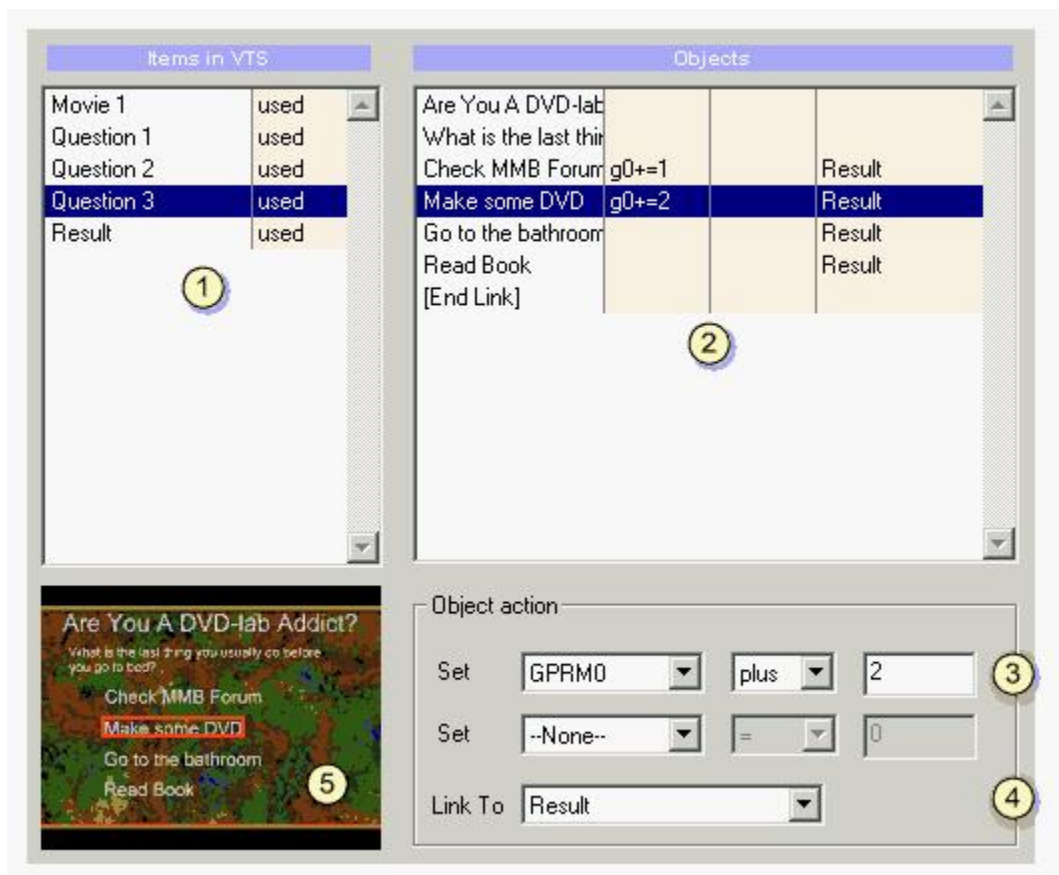 Items in VTS
Objects
Movie 1 used
Question 1 used
Question 2 used
Question 3 used
Result used
1
Are You A DVD-lab
What is the last thin
Check MMB Forum g0+=1 Result
Make some DVD g0+=2 Result
Go to the bathroom Result
Read Book Result
[End Link]
2
Are You A DVD-lab Addict?
What is the last thing you usually do before
you go to bed?
Check MMB Forum
Make some DVD
Go to the bathroom
Read Book
5
Object action
Set GPRM0 plus 2
3
Set --None-- = 0
Link To Result
4